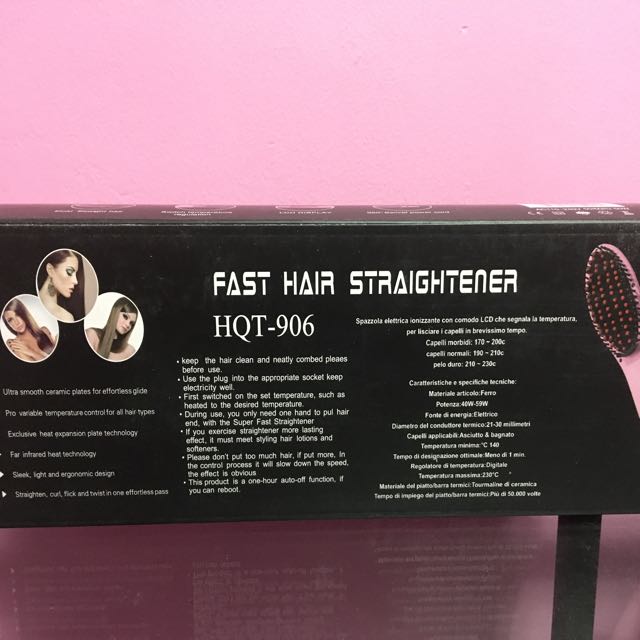 LCD DISPLAY
FAST HAIR STRAIGHTENER
HQT-906
Ultra smooth ceramic plates for effortless glide
Pro variable temperature control for all hair types
Exclusive heat expansion plate technology
Far infrared heat technology
Sleek, light and ergonomic design
Straighten, curl, flick and twist in one effortless pass
• keep the hair clean and neatly combed pleaes
before use.
• Use the plug into the appropriate socket keep
electricity well.
• First switched on the set temperature, such as
heated to the desired temperature.
• During use, you only need one hand to pul hair
end, with the Super Fast Straightener
• If you exercise straightener more lasting
effect, it must meet styling hair lotions and
softeners.
• Please don't put too much hair, if put more, In
the control process it will slow down the speed,
the effect is obvious
• This product is a one-hour auto-off function, if
you can reboot.
Spazzola elettrica ionizzante con comodo LCD che segnala la temperatura,
per lisciare i capelli in brevissimo tempo.
Capelli morbidi: 170 ~ 200c
capelli normali: 190 ~ 210c
pelo duro: 210 ~ 230c
Caratteristiche e specifiche tecniche:
Materiale articolo:Ferro
Potenza:40W-59W
Fonte di energia:Elettrico
Diametro del conduttore termico:21-30 millimetri
Capelli applicabili:Asciutto & bagnato
Temperatura minima:°C 140
Tempo di designazione ottimale:Meno di 1 min.
Regolatore di temperatura:Digitale
Temperatura massima:230°C
Materiale del piatto/barra termici:Tourmaline di ceramica
Tempo di impiego del piatto/barra termici:Più di 50.000 volte